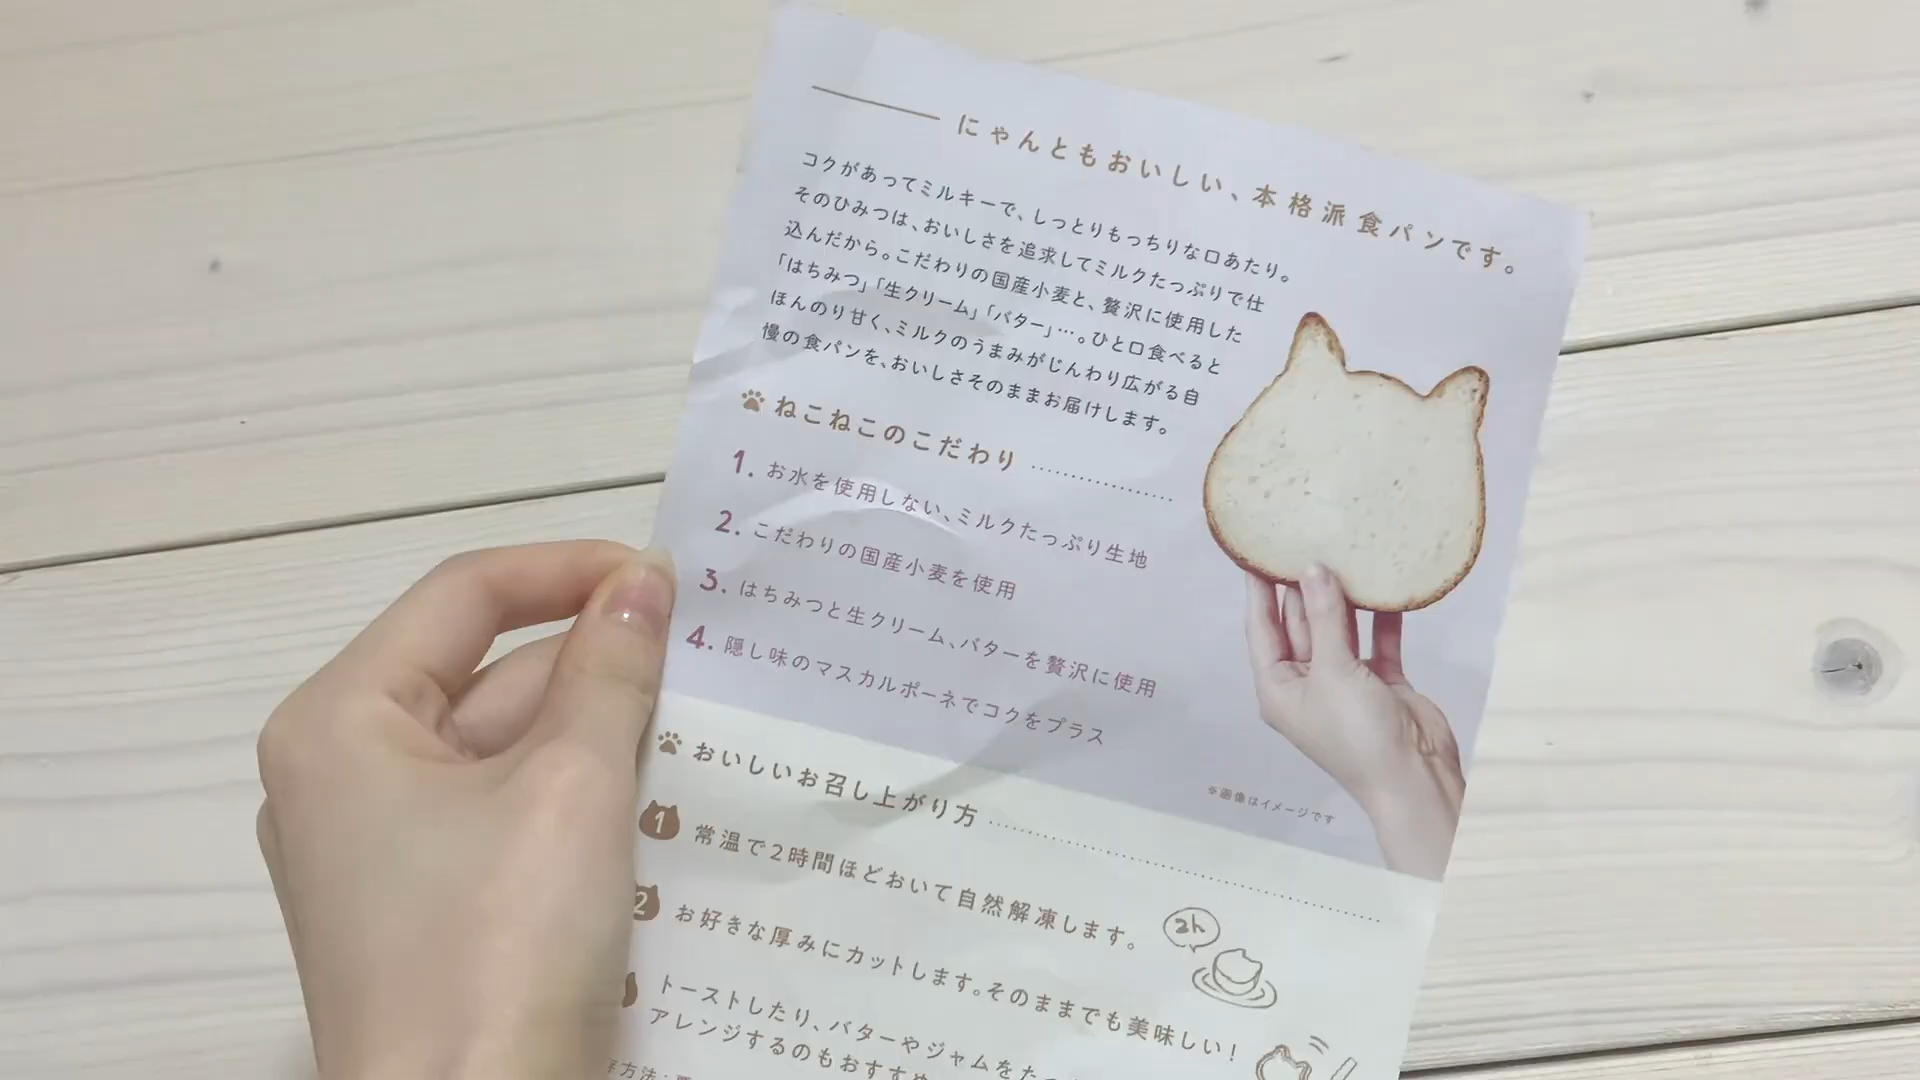 にゃんともおいしい、本格派食パンです。
コクがあってミルキーで、しっとりもっちりな口あたり。
そのひみつは、おいしさを追求してミルクたっぷりで仕
込んだから。こだわりの国産小麦と、贅沢に使用した
「はちみつ」「生クリーム」「バター」…。ひと口食べると
ほんのり甘く、ミルクのうまみがじんわり広がる自
慢の食パンを、おいしさそのままお届けします。
ねこねこのこだわり
1. お水を使用しない、ミルクたっぷり生地
2. こだわりの国産小麦を使用
3. はちみつと生クリーム、バターを贅沢に使用
4. 隠し味のマスカルポーネでコクをプラス
※画像はイメージです
おいしいお召し上がり方
1 常温で2時間ほどおいて自然解凍します。
2h
2 お好きな厚みにカットします。そのままでも美味しい!
トーストしたり、バターやジャムをた
アレンジするのもおすすめ
方法: